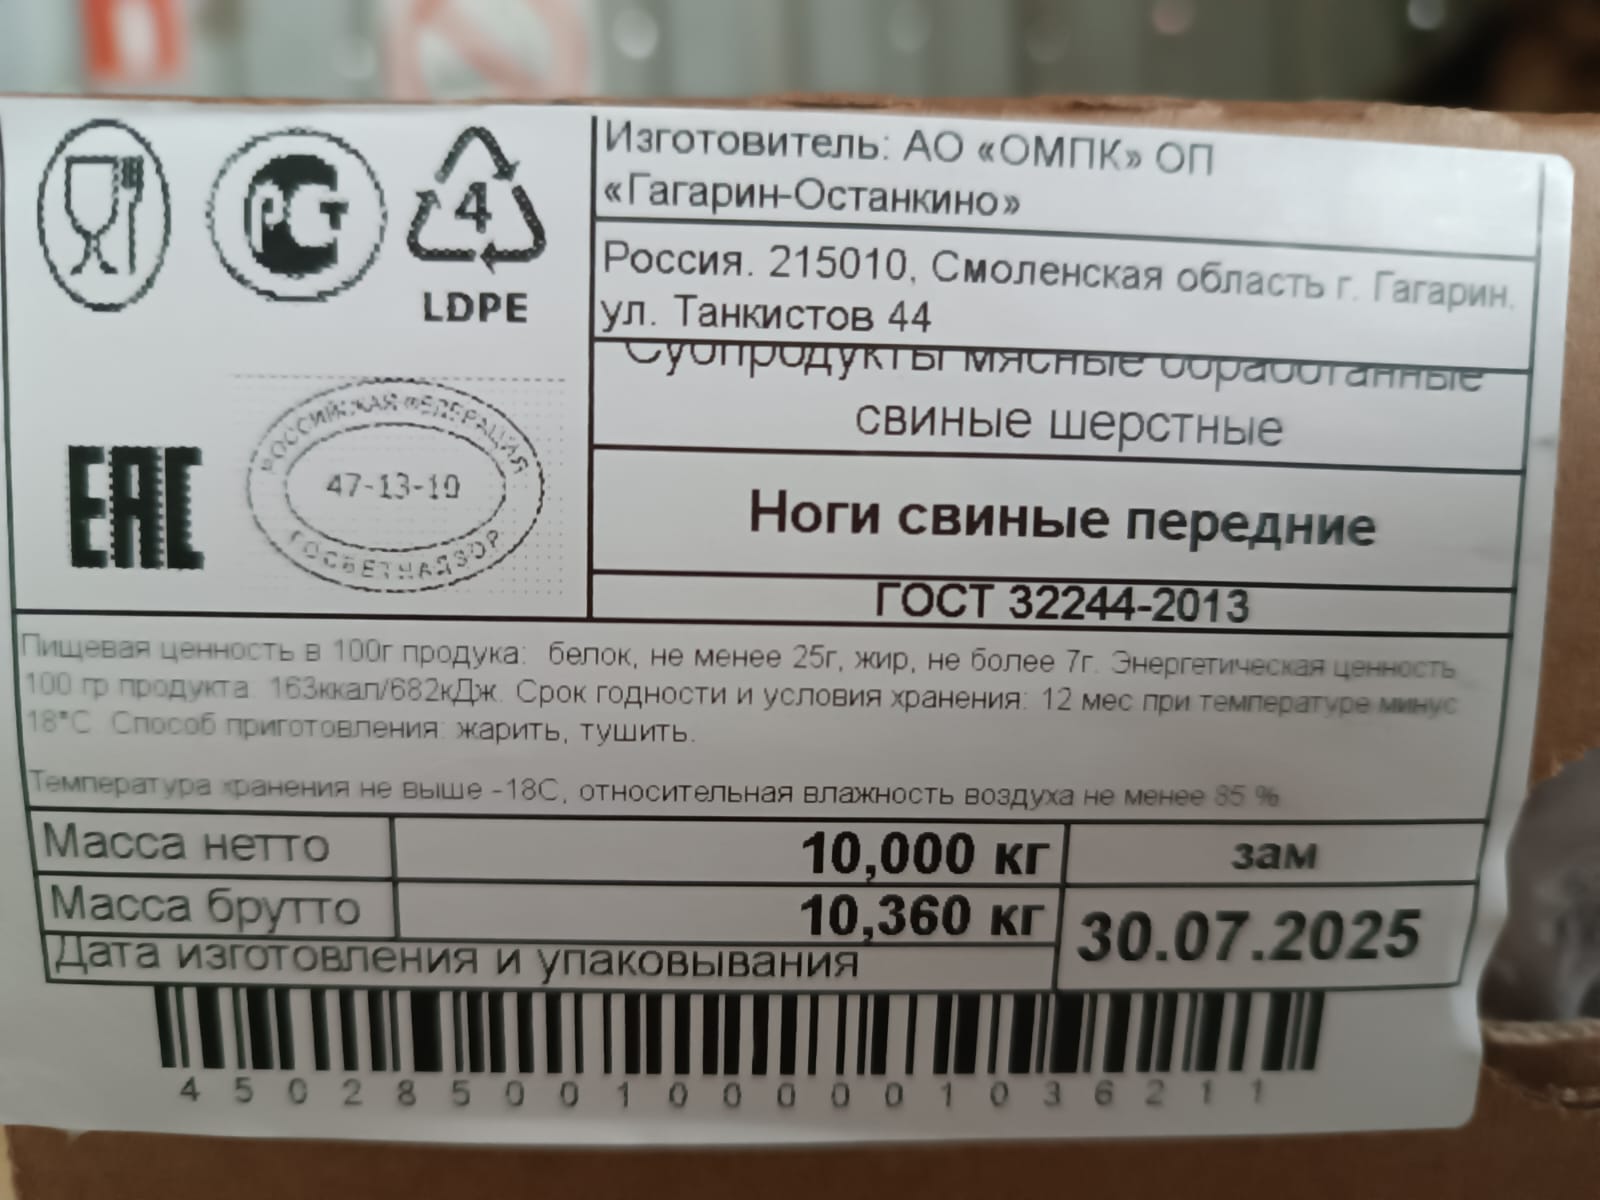 Изготовитель: АО «ОМПК» ОП
«Гагарин-Останкино»
Россия. 215010, Смоленская область г. Гагарин.
ул. Танкистов 44
Субпродукты мясные обработанные
свиные шерстные
Ноги свиные передние
ГОСТ 32244-2013
РСТ
4
LDPE
EAC
РОССИЙСКАЯ ФЕДЕРАЦИЯ
47-13-10
ГОСВЕТНАДЗОР
Пищевая ценность в 100г продука: белок, не менее 25г, жир, не более 7г. Энергетическая ценность
100 гр продукта: 163ккал/682кДж. Срок годности и условия хранения: 12 мес при температуре минус
18°С. Способ приготовления: жарить, тушить.
Температура хранения не выше -18С, относительная влажность воздуха не менее 85 %
Масса нетто 10,000 кг зам
Масса брутто 10,360 кг
Дата изготовления и упаковывания 30.07.2025
45028500100000103621 1